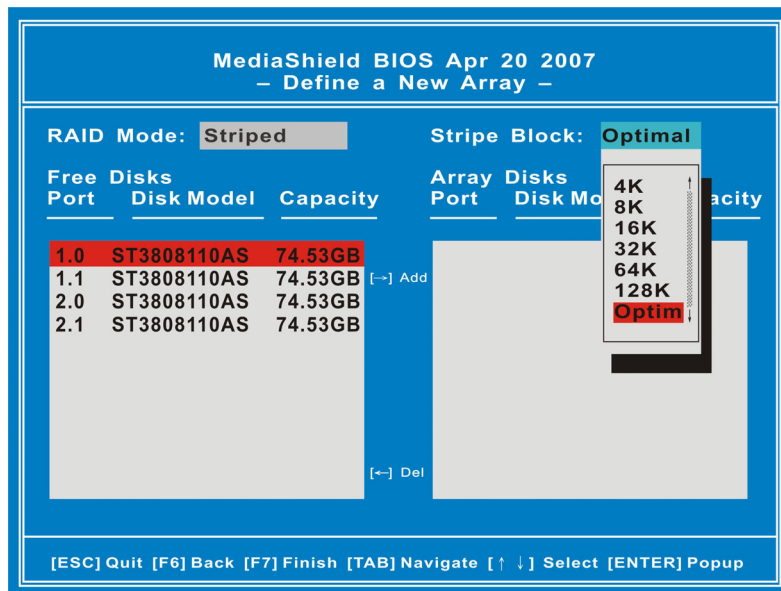 MediaShield BIOS Apr 20 2007
– Define a New Array –
RAID Mode: Striped
Stripe Block: Optimal
Free Disks
Port Disk Model Capacity
Array Disks
Port Disk Mo acity
4K
8K
16K
32K
64K
128K
Optim
1.0 ST3808110AS 74.53GB
1.1 ST3808110AS 74.53GB
2.0 ST3808110AS 74.53GB
2.1 ST3808110AS 74.53GB
[→] Add
[←] Del
[ESC] Quit [F6] Back [F7] Finish [TAB] Navigate [↑ ↓] Select [ENTER] Popup